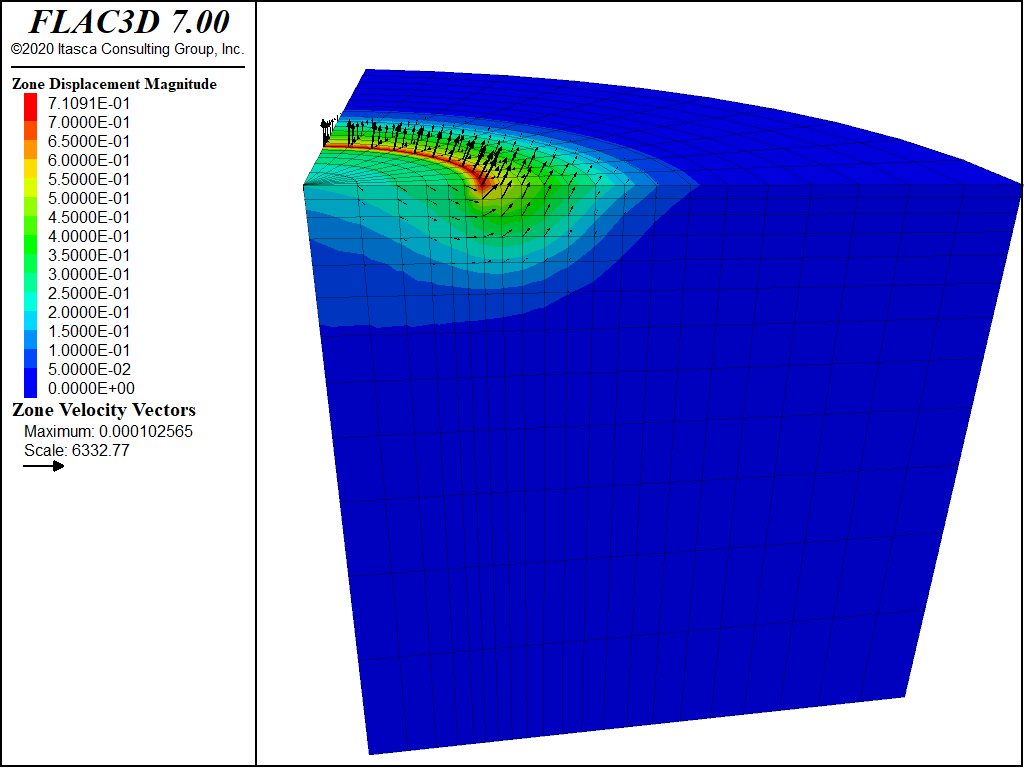 FLAC3D 7.00
©2020 Itasca Consulting Group, Inc.
Zone Displacement Magnitude
7.1091E-01
7.0000E-01
6.5000E-01
6.0000E-01
5.5000E-01
5.0000E-01
4.5000E-01
4.0000E-01
3.5000E-01
3.0000E-01
2.5000E-01
2.0000E-01
1.5000E-01
1.0000E-01
5.0000E-02
0.0000E+00
Zone Velocity Vectors
Maximum: 0.000102565
Scale: 6332.77